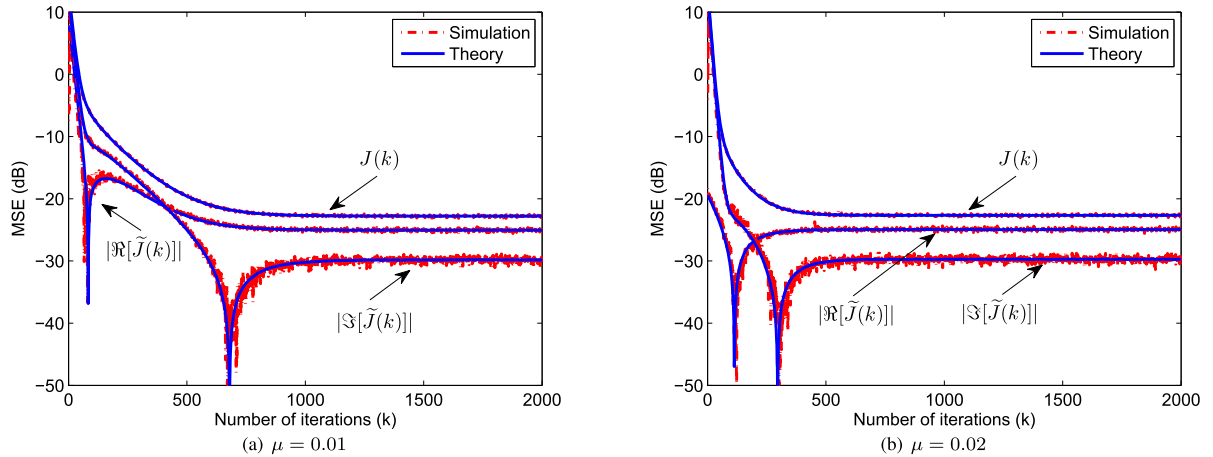 10
0
−10
−20
−30
−40
−50
MSE (dB)
Simulation
Theory
J(k)
|ℜ[J̃(k)]|
|ℑ[J̃(k)]|
0
500
1000
1500
2000
Number of iterations (k)
(a) μ = 0.01
10
0
−10
−20
−30
−40
−50
MSE (dB)
Simulation
Theory
J(k)
|ℜ[J̃(k)]|
|ℑ[J̃(k)]|
0
500
1000
1500
2000
Number of iterations (k)
(b) μ = 0.02